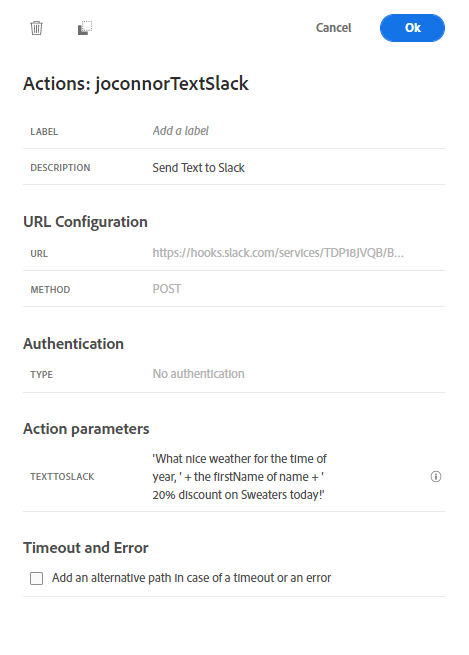 Cancel
Ok
Actions: joconnorTextSlack
LABEL
Add a label
DESCRIPTION
Send Text to Slack
URL Configuration
URL
https://hooks.slack.com/services/TDP18JVQB/B...
METHOD
POST
Authentication
TYPE
No authentication
Action parameters
TEXTTOSLACK
'What nice weather for the time of
year, ' + the firstName of name + '
20% discount on Sweaters today!'
Timeout and Error
Add an alternative path in case of a timeout or an error